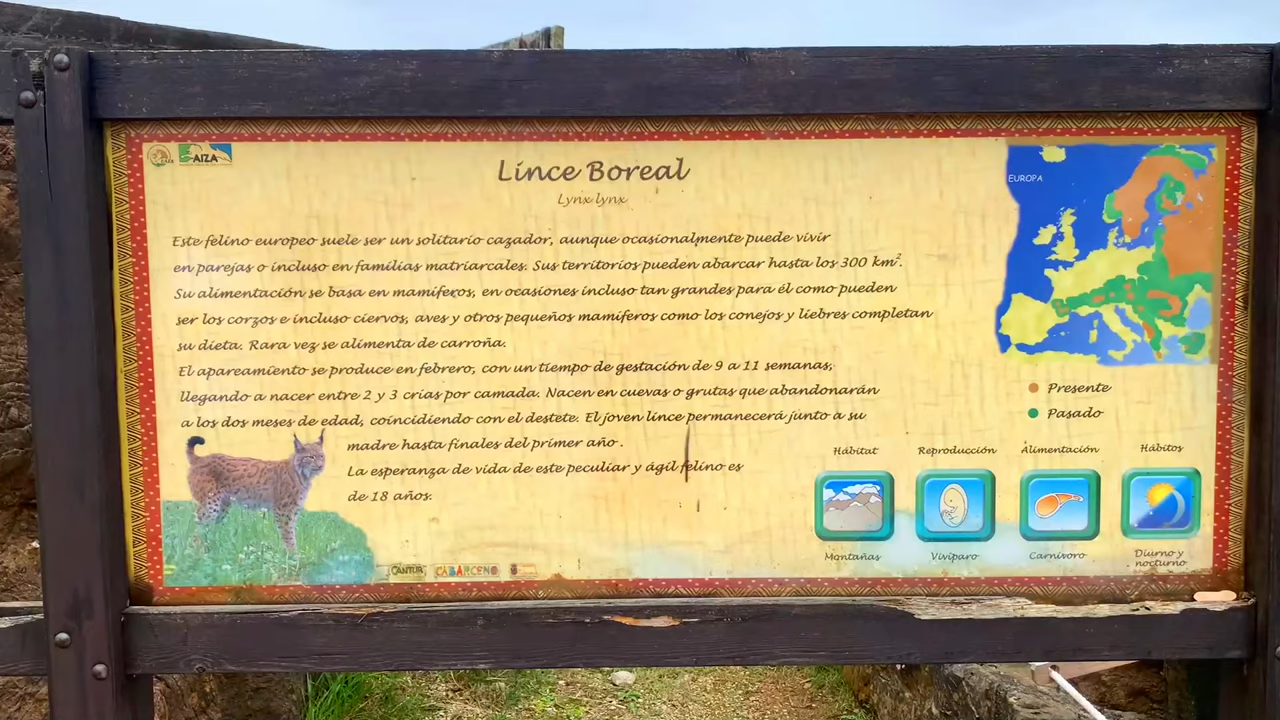 AIZA
Lince Boreal
Lynx lynx
Este felino europeo suele ser un solitario cazador, aunque ocasionalmente puede vivir
en parejas o incluso en familias matriarcales. Sus territorios pueden abarcar hasta los 300 km².
Su alimentación se basa en mamíferos, en ocasiones incluso tan grandes para él como pueden
ser los corzos e incluso ciervos, aves y otros pequeños mamíferos como los conejos y liebres completan
su dieta. Rara vez se alimenta de carroña.
El apareamiento se produce en febrero, con un tiempo de gestación de 9 a 11 semanas,
llegando a nacer entre 2 y 3 crías por camada. Nacen en cuevas o grutas que abandonarán
a los dos meses de edad, coincidiendo con el destete. El joven lince permanecerá junto a su
madre hasta finales del primer año.
La esperanza de vida de este peculiar y ágil felino es
de 18 años.
EUROPA
Presente
Pasado
Hábitat Reproducción Alimentación Hábitos
Montañas Vivíparo Carnívoro Diurno y
nocturno
CANTUR CABÁRCENO